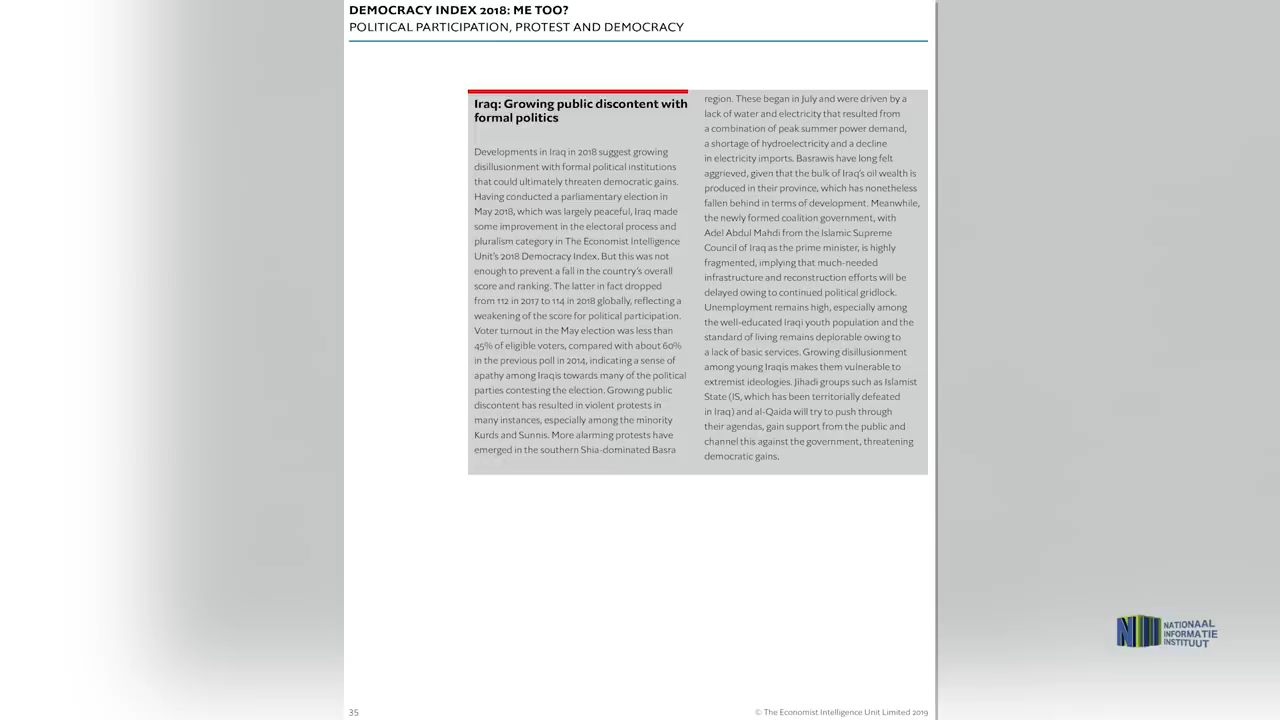 DEMOCRACY INDEX 2018: ME TOO?
POLITICAL PARTICIPATION, PROTEST AND DEMOCRACY
Iraq: Growing public discontent with
formal politics
Developments in Iraq in 2018 suggest growing
disillusionment with formal political institutions
that could ultimately threaten democratic gains.
Having conducted a parliamentary election in
May 2018, which was largely peaceful, Iraq made
some improvement in the electoral process and
pluralism category in The Economist Intelligence
Unit's 2018 Democracy Index. But this was not
enough to prevent a fall in the country's overall
score and ranking. The latter in fact dropped
from 112 in 2017 to 114 in 2018 globally, reflecting a
weakening of the score for political participation.
Voter turnout in the May election was less than
45% of eligible voters, compared with about 60%
in the previous poll in 2014, indicating a sense of
apathy among Iraqis towards many of the political
parties contesting the election. Growing public
discontent has resulted in violent protests in
many instances, especially among the minority
Kurds and Sunnis. More alarming protests have
emerged in the southern Shia-dominated Basra
region. These began in July and were driven by a
lack of water and electricity that resulted from
a combination of peak summer power demand,
a shortage of hydroelectricity and a decline
in electricity imports. Basrawis have long felt
aggrieved, given that the bulk of Iraq's oil wealth is
produced in their province, which has nonetheless
fallen behind in terms of development. Meanwhile,
the newly formed coalition government, with
Adel Abdul Mahdi from the Islamic Supreme
Council of Iraq as the prime minister, is highly
fragmented, implying that much-needed
infrastructure and reconstruction efforts will be
delayed owing to continued political gridlock.
Unemployment remains high, especially among
the well-educated Iraqi youth population and the
standard of living remains deplorable owing to
a lack of basic services. Growing disillusionment
among young Iraqis makes them vulnerable to
extremist ideologies. Jihadi groups such as Islamist
State (IS, which has been territorially defeated
in Iraq) and al-Qaida will try to push through
their agendas, gain support from the public and
channel this against the government, threatening
democratic gains.
NATIONAAL
INFORMATIE
INSTITUUT
35
© The Economist Intelligence Unit Limited 2019